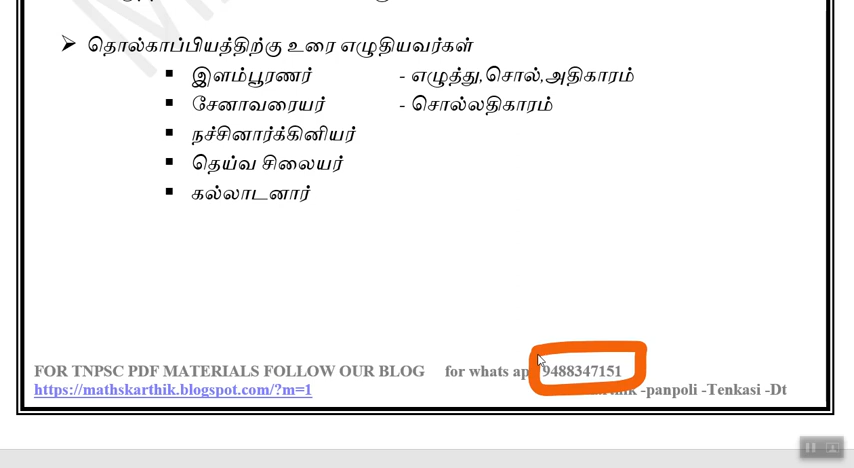 தொல்காப்பியத்திற்கு உரை எழுதியவர்கள்
இளம்பூரணர் - எழுத்து,சொல்,அதிகாரம்
சேனாவரையர் - சொல்லதிகாரம்
நச்சினார்க்கினியர்
தெய்வ சிலையர்
கல்லாடனார்
FOR TNPSC PDF MATERIALS FOLLOW OUR BLOG for whats ap 9488347151
https://mathskarthik.blogspot.com/?m=1 -panpoli -Tenkasi -Dt